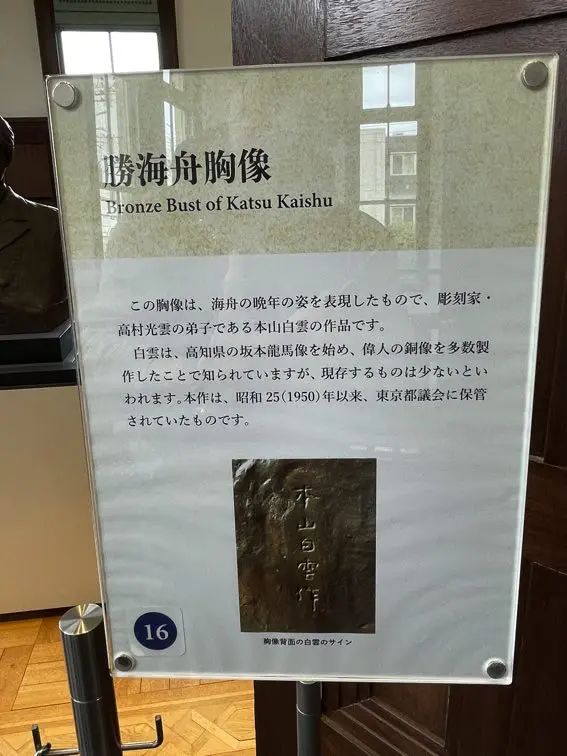 勝海舟胸像
Bronze Bust of Katsu Kaishu
この胸像は、海舟の晩年の姿を表現したもので、彫刻家・
高村光雲の弟子である本山白雲の作品です。
白雲は、高知県の坂本龍馬像を始め、偉人の銅像を多数製
作したことで知られていますが、現存するものは少ないとい
われます。本作は、昭和 25(1950)年以来、東京都議会に保管
されていたものです。
本山白雲作
胸像背面の白雲のサイン
16